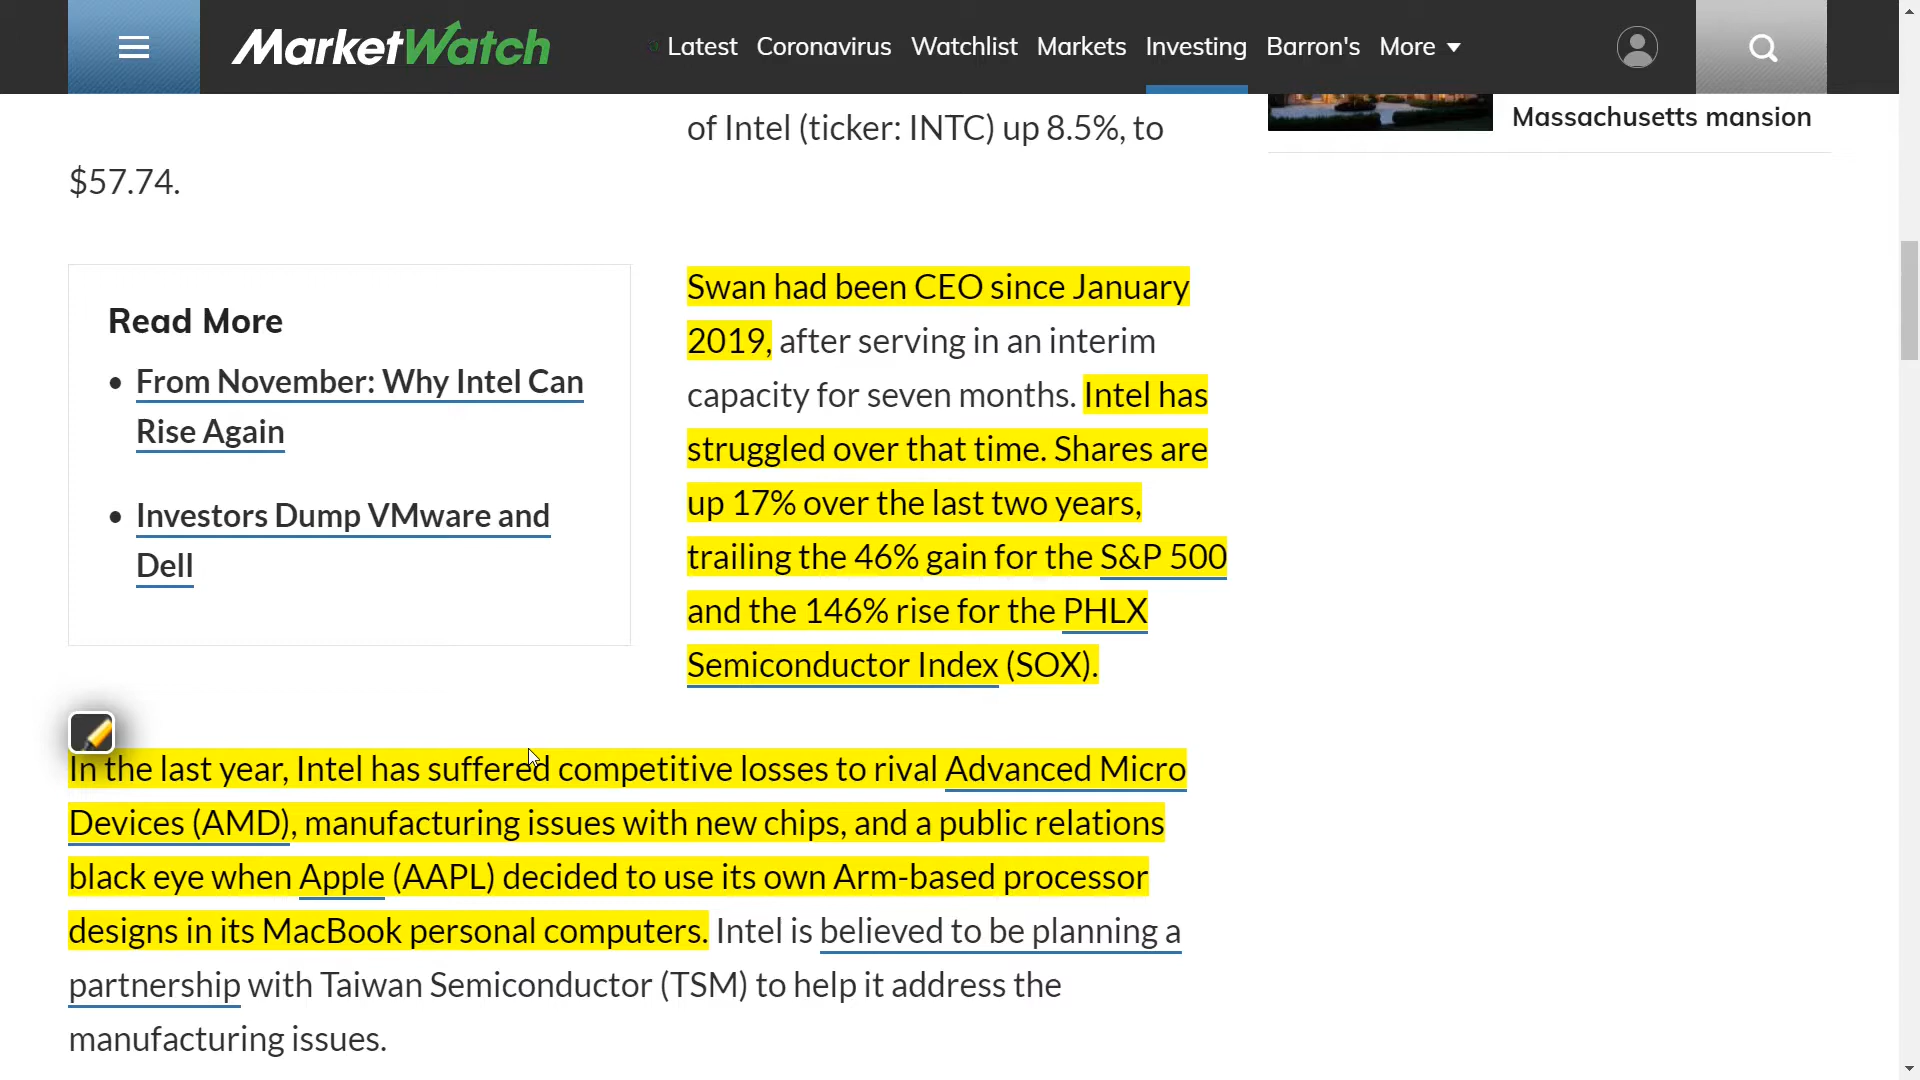 MarketWatch
Latest Coronavirus Watchlist Markets Investing Barron's More
of Intel (ticker: INTC) up 8.5%, to
$57.74.
Massachusetts mansion
Read More
From November: Why Intel Can
Rise Again
Investors Dump VMware and
Dell
Swan had been CEO since January
2019, after serving in an interim
capacity for seven months. Intel has
struggled over that time. Shares are
up 17% over the last two years,
trailing the 46% gain for the S&P 500
and the 146% rise for the PHLX
Semiconductor Index (SOX).
In the last year, Intel has suffered competitive losses to rival Advanced Micro
Devices (AMD), manufacturing issues with new chips, and a public relations
black eye when Apple (AAPL) decided to use its own Arm-based processor
designs in its MacBook personal computers. Intel is believed to be planning a
partnership with Taiwan Semiconductor (TSM) to help it address the
manufacturing issues.